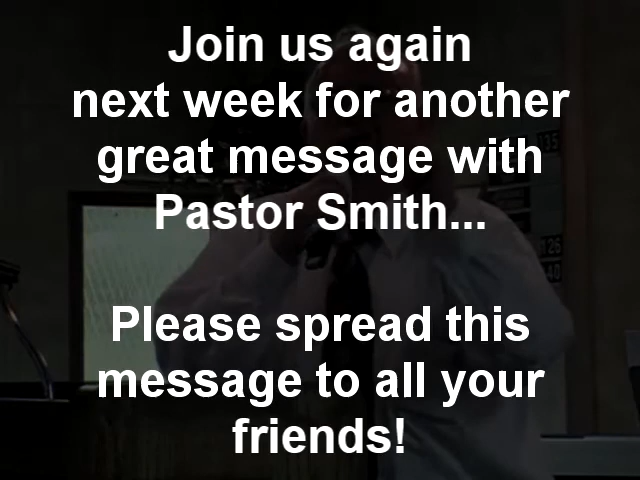 Join us again
next week for another
great message with
Pastor Smith...
Please spread this
message to all your
friends!